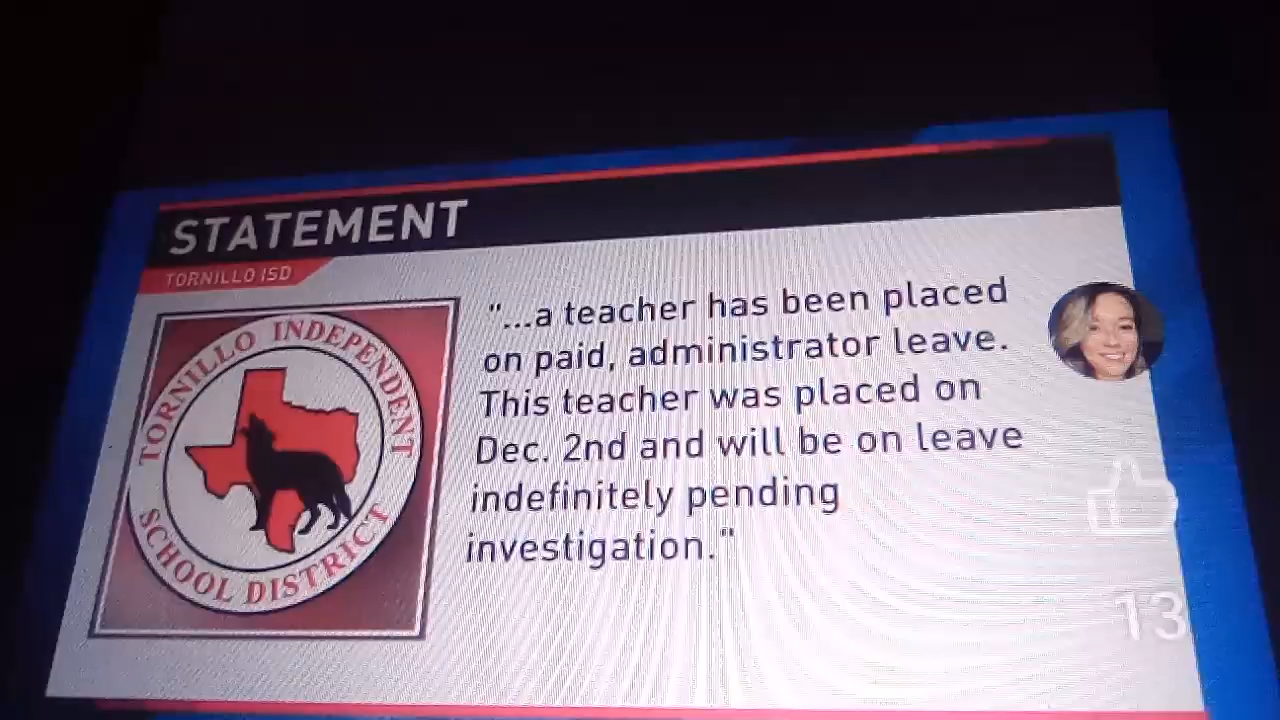 STATEMENT
TORNILLO ISD
TORNILLO INDEPENDENT
SCHOOL DISTRICT
"...a teacher has been placed
on paid, administrator leave.
This teacher was placed on
Dec. 2nd and will be on leave
indefinitely pending
investigation."
13